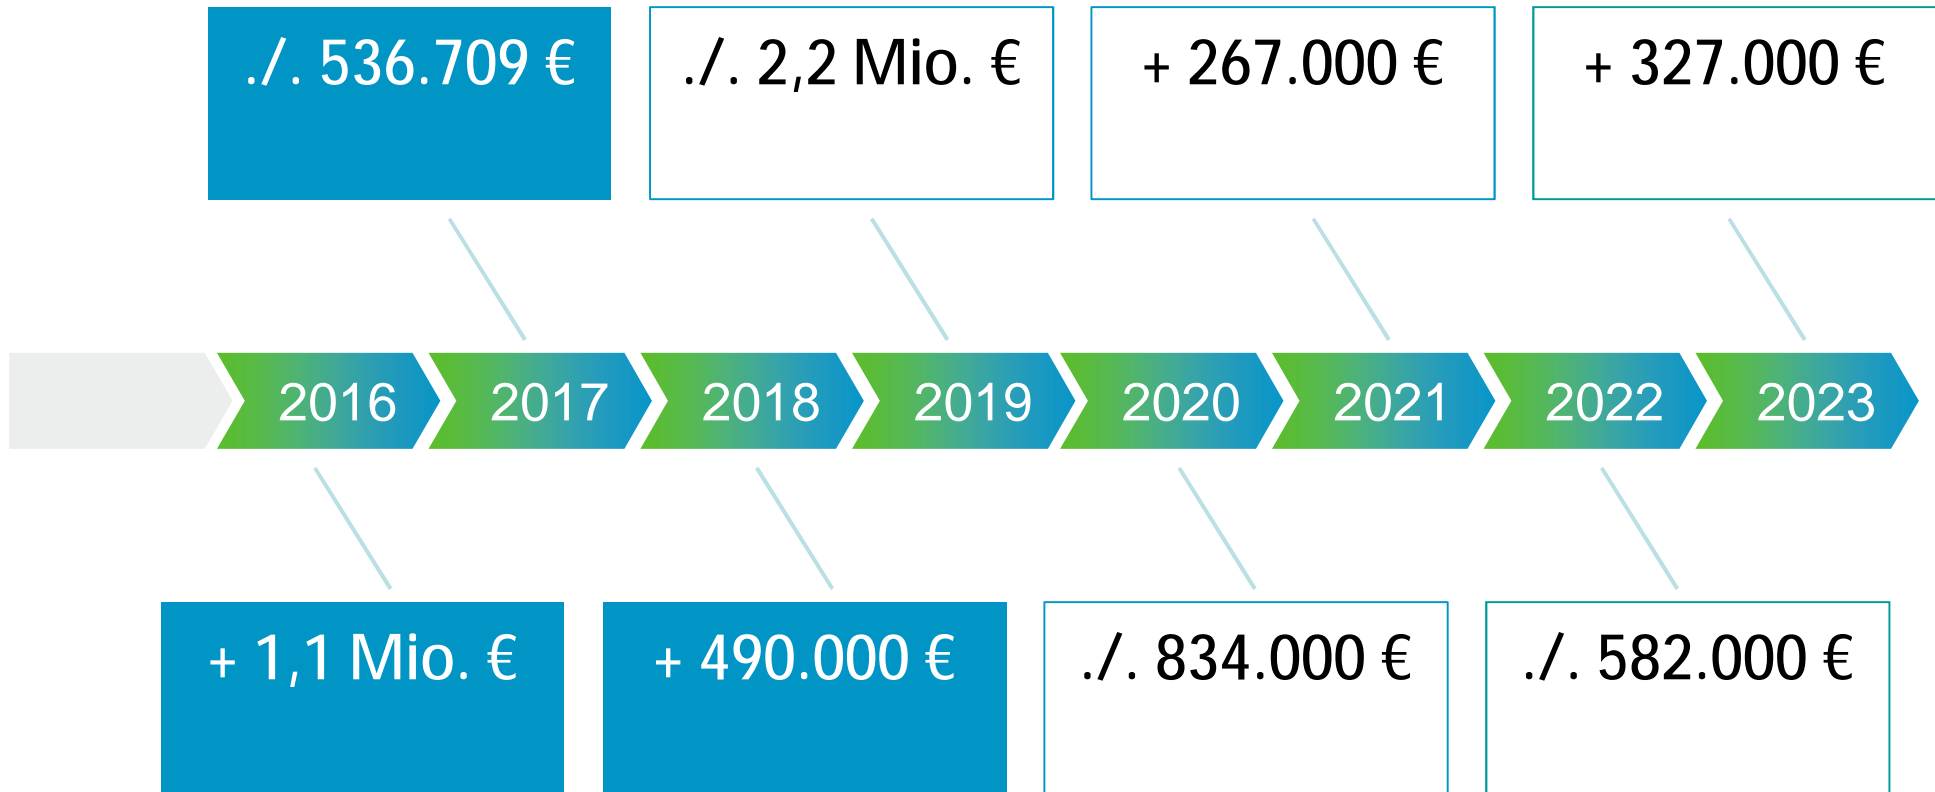 ./. 536.709 €
./. 2,2 Mio. €
+ 267.000 €
+ 327.000 €
2016
2017
2018
2019
2020
2021
2022
2023
+ 1,1 Mio. €
+ 490.000 €
./. 834.000 €
./. 582.000 €